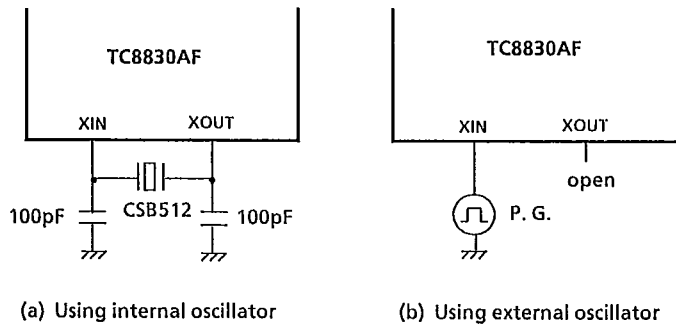 TC8830AF
XIN XOUT
100pF CSB512 100pF
(a) Using internal oscillator
TC8830AF
XIN XOUT
open
P. G.
(b) Using external oscillator